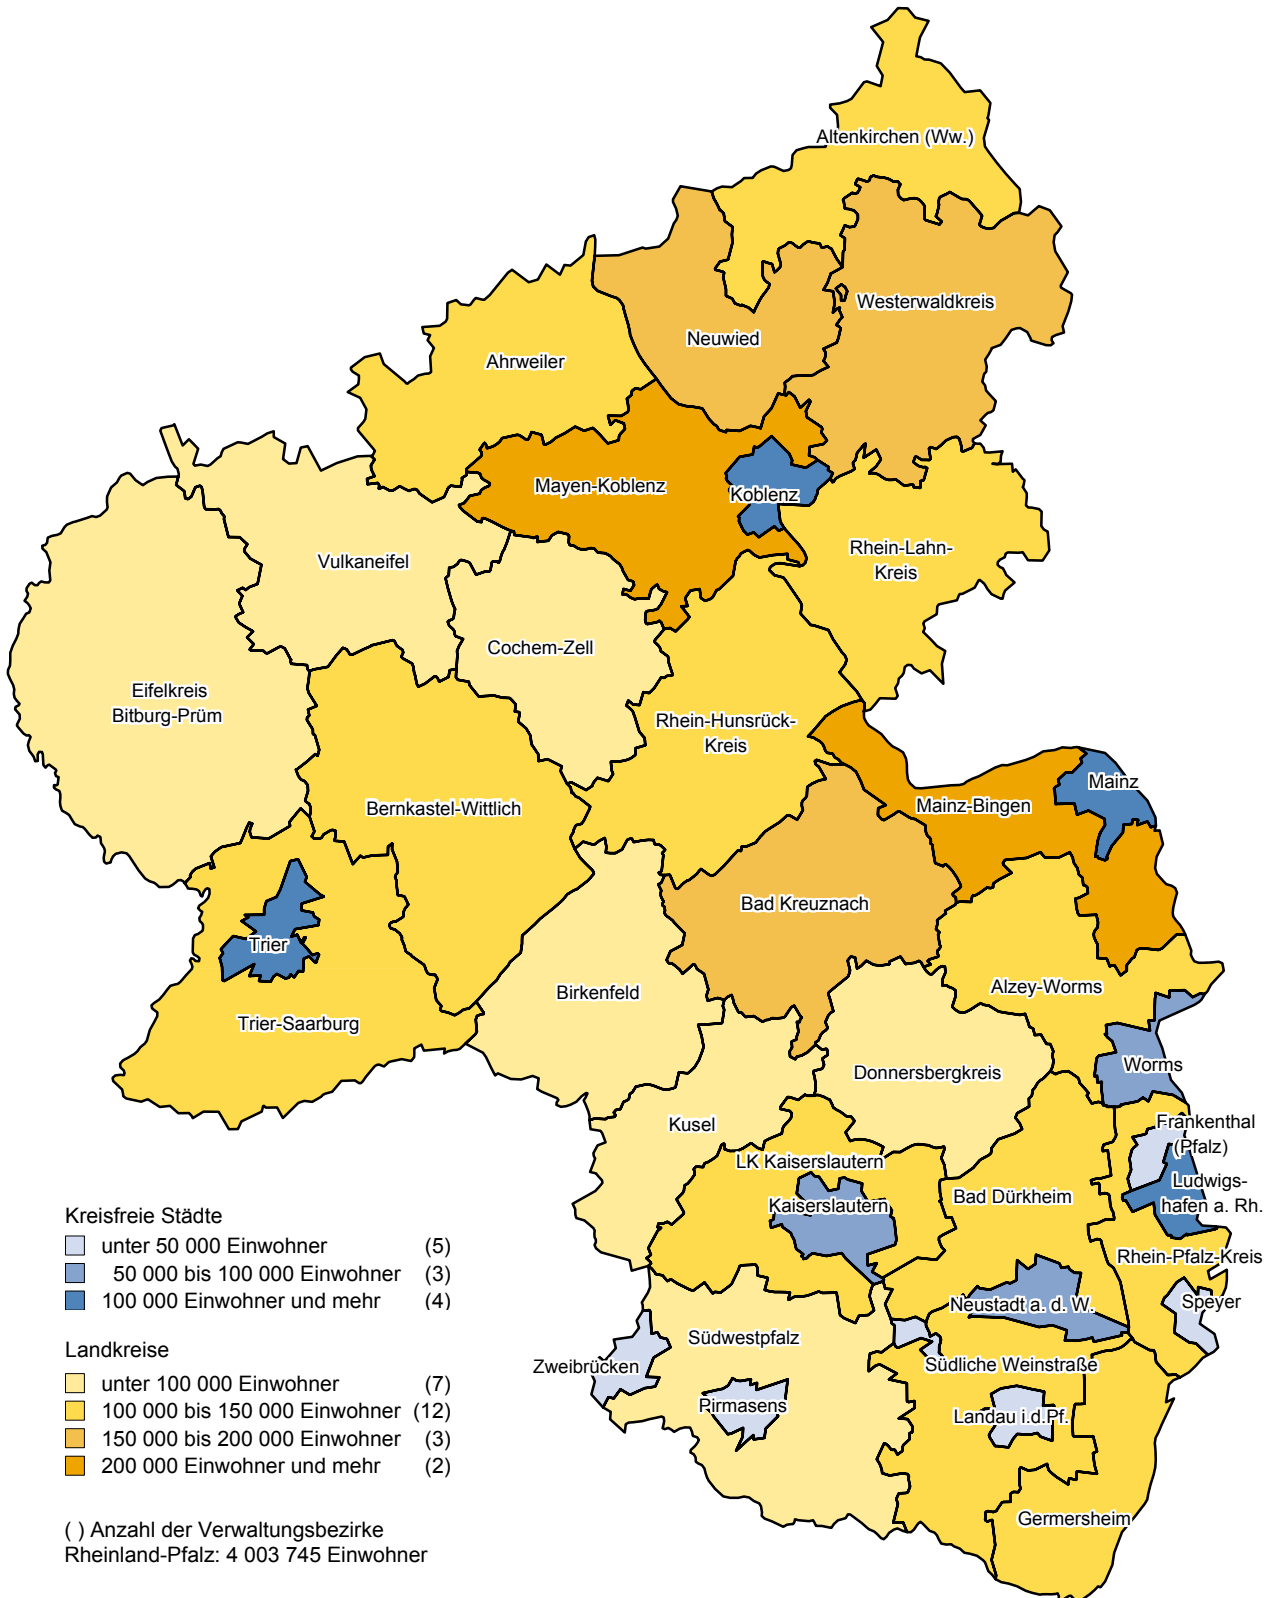 Altenkirchen (Ww.)
Westerwaldkreis
Neuwied
Ahrweiler
Mayen-Koblenz
Koblenz
Rhein-Lahn-
Kreis
Vulkaneifel
Cochem-Zell
Eifelkreis
Bitburg-Prüm
Rhein-Hunsrück-
Kreis
Mainz
Mainz-Bingen
Bernkastel-Wittlich
Bad Kreuznach
Trier
Birkenfeld
Alzey-Worms
Trier-Saarburg
Worms
Donnersbergkreis
Kusel
Frankenthal
(Pfalz)
LK Kaiserslautern
Ludwigs-
hafen a. Rh.
Bad Dürkheim
Kaiserslautern
Rhein-Pfalz-Kreis
Neustadt a. d. W.
Speyer
Südwestpfalz
Zweibrücken
Südliche Weinstraße
Pirmasens
Landau i.d.Pf.
Germersheim
Kreisfreie Städte
unter 50 000 Einwohner (5)
50 000 bis 100 000 Einwohner (3)
100 000 Einwohner und mehr (4)
Landkreise
unter 100 000 Einwohner (7)
100 000 bis 150 000 Einwohner (12)
150 000 bis 200 000 Einwohner (3)
200 000 Einwohner und mehr (2)
( ) Anzahl der Verwaltungsbezirke
Rheinland-Pfalz: 4 003 745 Einwohner